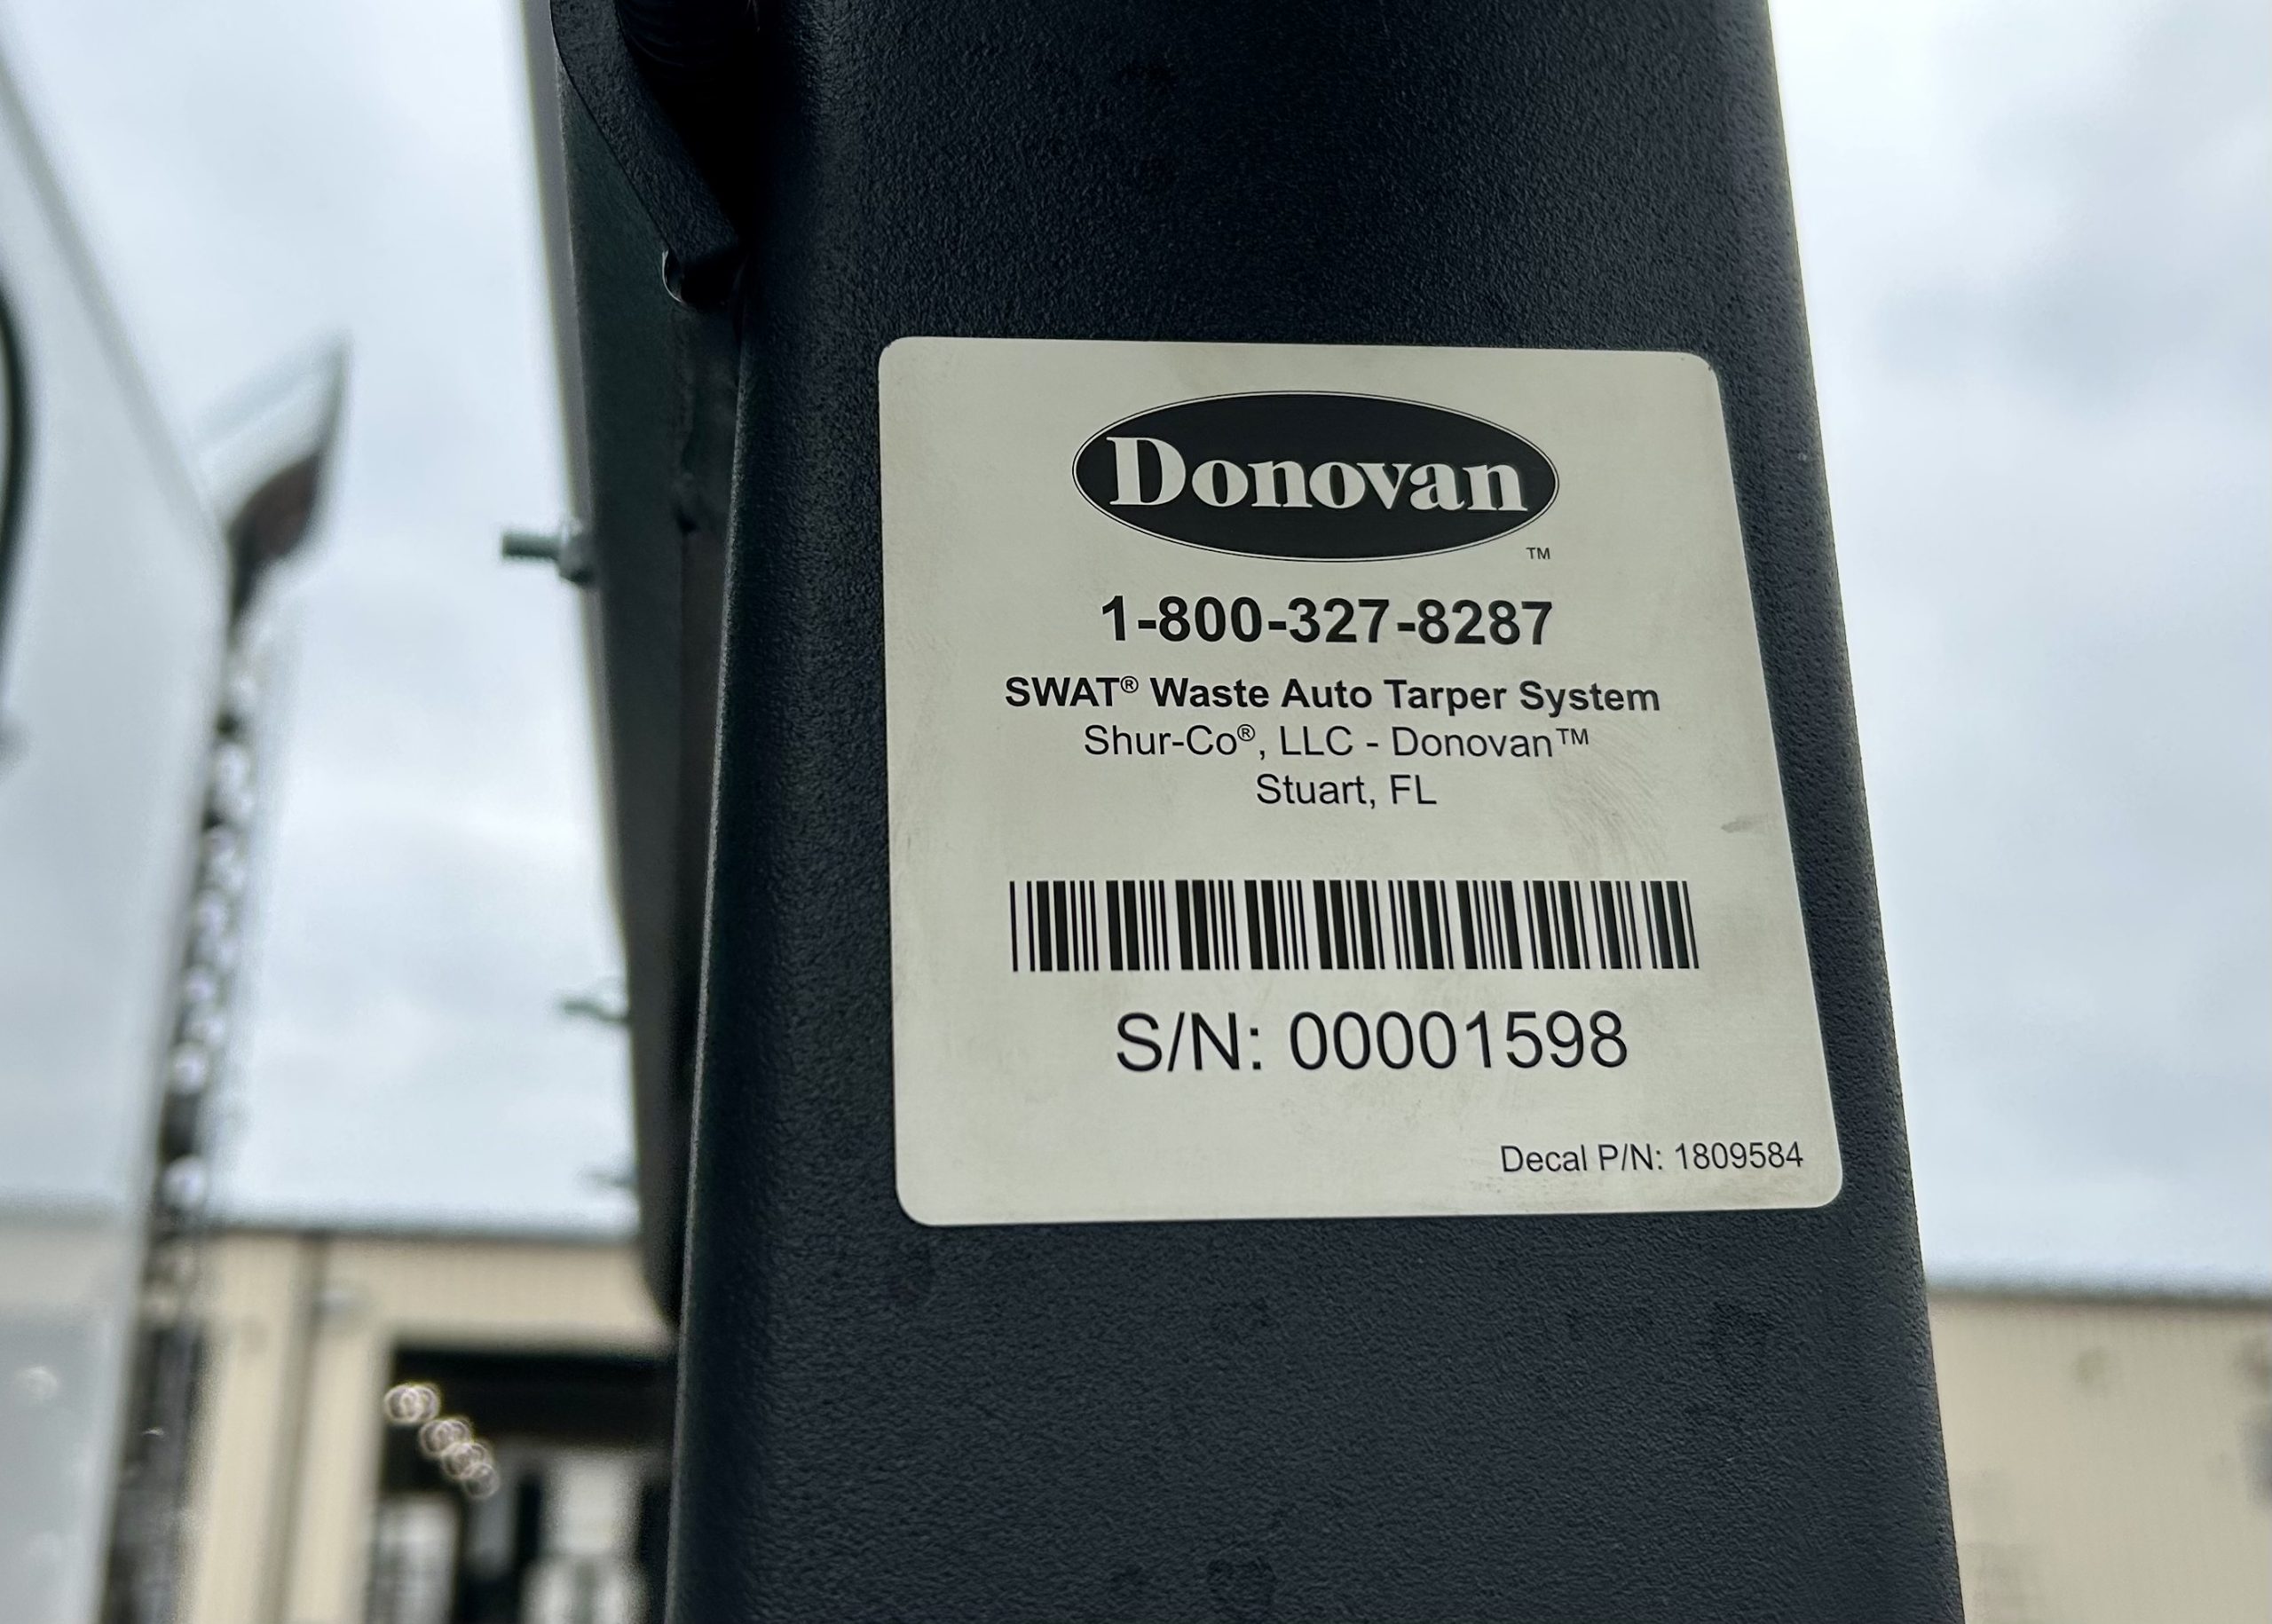 Donovan
TM
1-800-327-8287
SWAT® Waste Auto Tarper System
Shur-Co®, LLC - Donovan™
Stuart, FL
S/N: 00001598
Decal P/N: 1809584